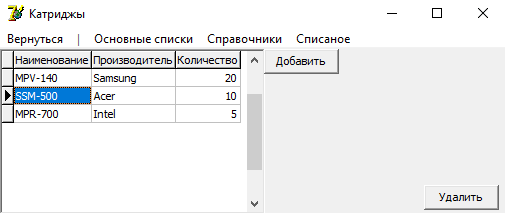 Катриджы
Вернуться | Основные списки Справочники Списаное
Наименование Производитель Количество Добавить
MPV-140 Samsung 20
SSM-500 Acer 10
MPR-700 Intel 5
Удалить